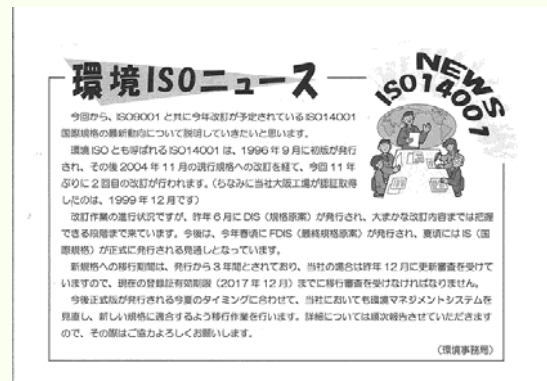 環境ISOニュース
NEWS
ISO14001
今回から、ISO9001と共に今年改訂が予定されているISO14001
国際規格の最新動向について説明していきたいと思います。
環境ISOとも呼ばれるISO14001は、1996年9月に初版が発行
され、その後2004年11月の現行規格への改訂を経て、今回11年
ぶりに2回目の改訂が行われます。（ちなみに当社大阪工場が認証取得
したのは、1999年12月です）
改訂作業の進行状況ですが、昨年6月にDIS（規格原案）が発行され、大まかな改訂内容までは把握
できる段階まで来ています。今後は、今年春頃にFDIS（最終規格原案）が発行され、夏頃にはIS（国
際規格）が正式に発行される見通しとなっています。
新規格への移行期間は、発行から3年間とされており、当社の場合は昨年12月に更新審査を受けて
いますので、現在の登録証有効期限（2017年12月）までに移行審査を受けなければなりません。
今後正式版が発行される今夏のタイミングに合わせて、当社においても環境マネジメントシステムを
見直し、新しい規格に適合するよう移行作業を行います。詳細については順次報告させていただきます
ので、その際はご協力よろしくお願いします。
（環境事務局）